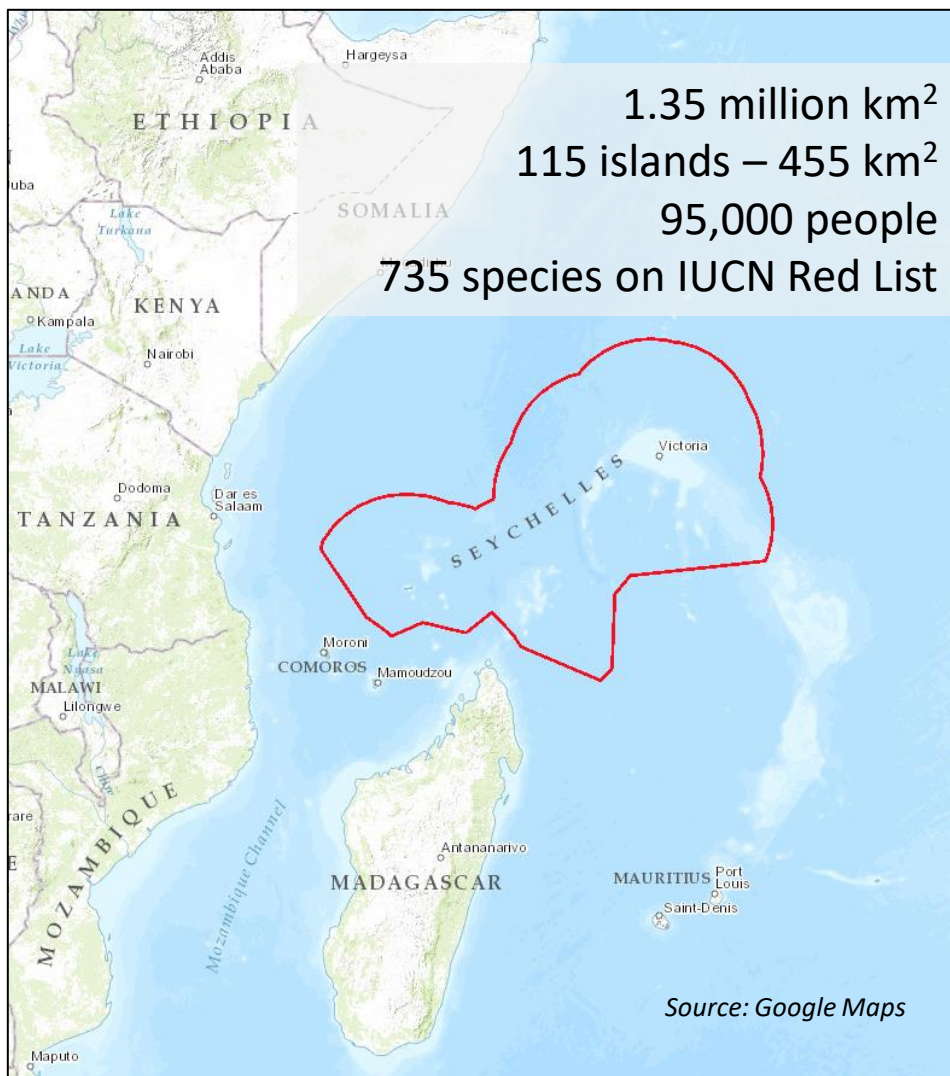 Addis
Ababa
Hargeysa
ETHIOPIA
1.35 million km²
115 islands – 455 km²
95,000 people
735 species on IUCN Red List
SOMALIA
uba
Lake
Turkana
KENYA
ANDA
Kampala
Lake
Victoria
Nairobi
Victoria
SEYCHELLES
Dodoma
Dar es
Salaam
TANZANIA
Moroni
COMOROS
Mamoudzou
Lake
Nyasa
MALAWI
Lilongwe
MOZAMBIQUE
Mozambique Channel
Antananarivo
MADAGASCAR
MAURITIUS
Port
Louis
Saint-Denis
rare
Source: Google Maps
Maputo